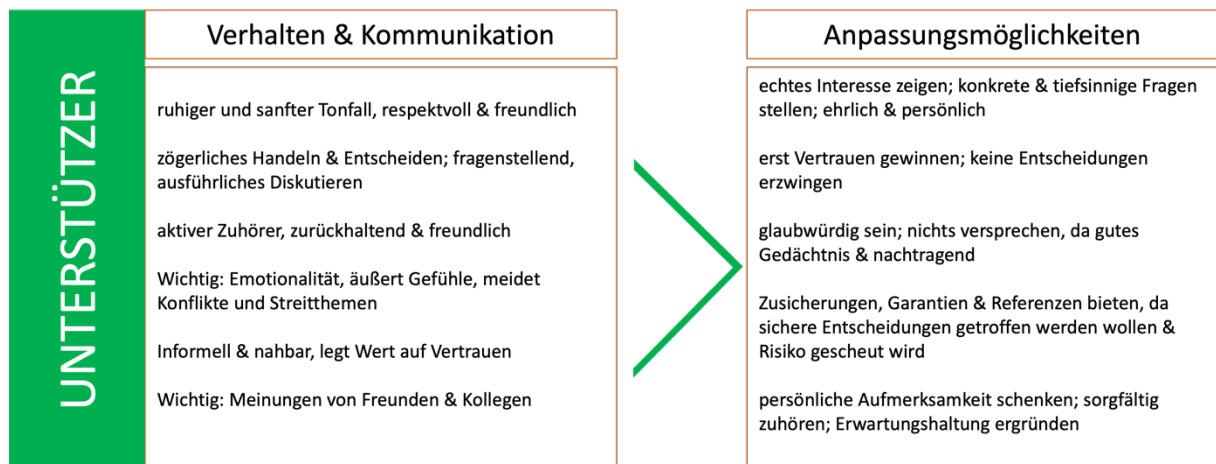 UNTERSTÜTZER
Verhalten & Kommunikation
ruhiger und sanfter Tonfall, respektvoll & freundlich
zögerliches Handeln & Entscheiden; fragenstellend,
ausführliches Diskutieren
aktiver Zuhörer, zurückhaltend & freundlich
Wichtig: Emotionalität, äußert Gefühle, meidet
Konflikte und Streitthemen
Informell & nahbar, legt Wert auf Vertrauen
Wichtig: Meinungen von Freunden & Kollegen
Anpassungsmöglichkeiten
echtes Interesse zeigen; konkrete & tiefsinnige Fragen
stellen; ehrlich & persönlich
erst Vertrauen gewinnen; keine Entscheidungen
erzwingen
glaubwürdig sein; nichts versprechen, da gutes
Gedächtnis & nachtragend
Zusicherungen, Garantien & Referenzen bieten, da
sichere Entscheidungen getroffen werden wollen &
Risiko gescheut wird
persönliche Aufmerksamkeit schenken; sorgfältig
zuhören; Erwartungshaltung ergründen